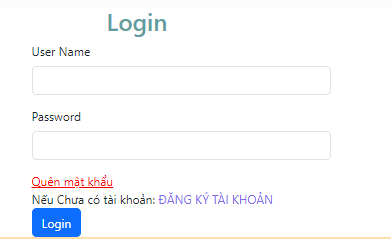 Login
User Name
Password
Quên mật khẩu
Nếu Chưa có tài khoản: ĐĂNG KÝ TÀI KHOẢN
Login